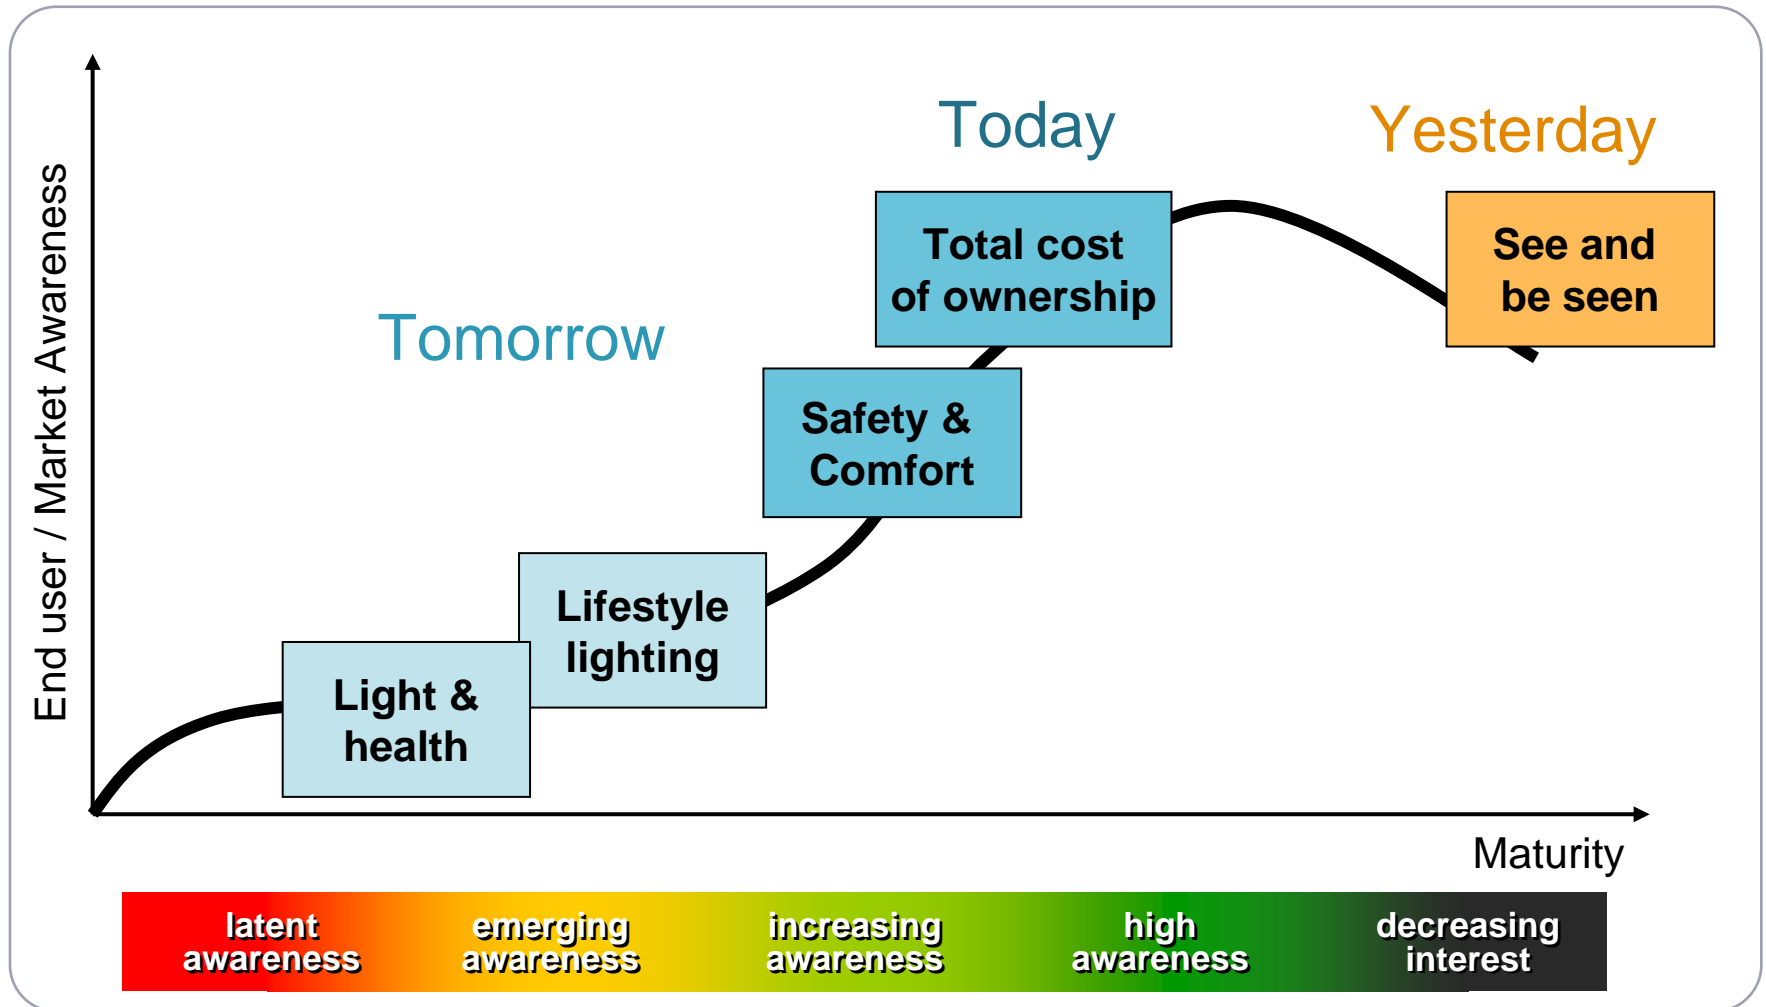 Today
Yesterday
Tomorrow
End user / Market Awareness
Total cost
of ownership
See and
be seen
Safety &
Comfort
Lifestyle
lighting
Light &
health
Maturity
latent
awareness
emerging
awareness
increasing
awareness
high
awareness
decreasing
interest